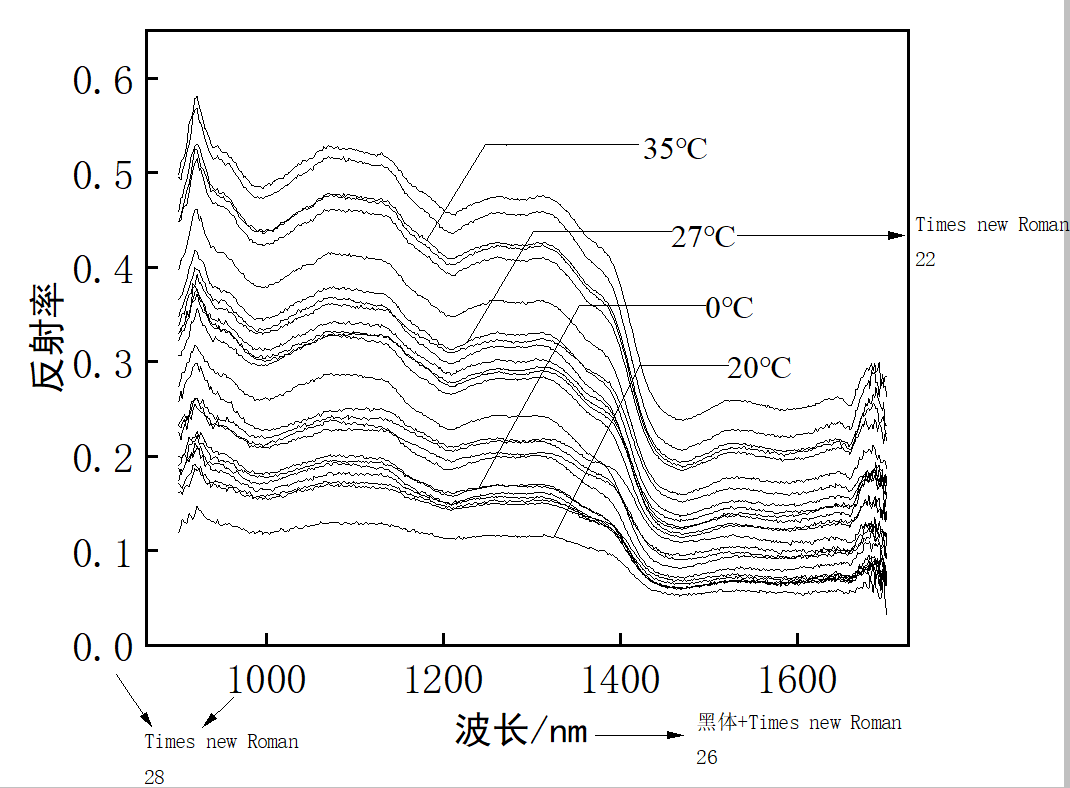 0.6
35℃
0.5
Times new Roman
27℃
22
0.4
0℃
反射率
0.3
20℃
0.2
0.1
0.0
1000 1200 1400 1600
波长/nm
黑体+Times new Roman
26
Times new Roman
28